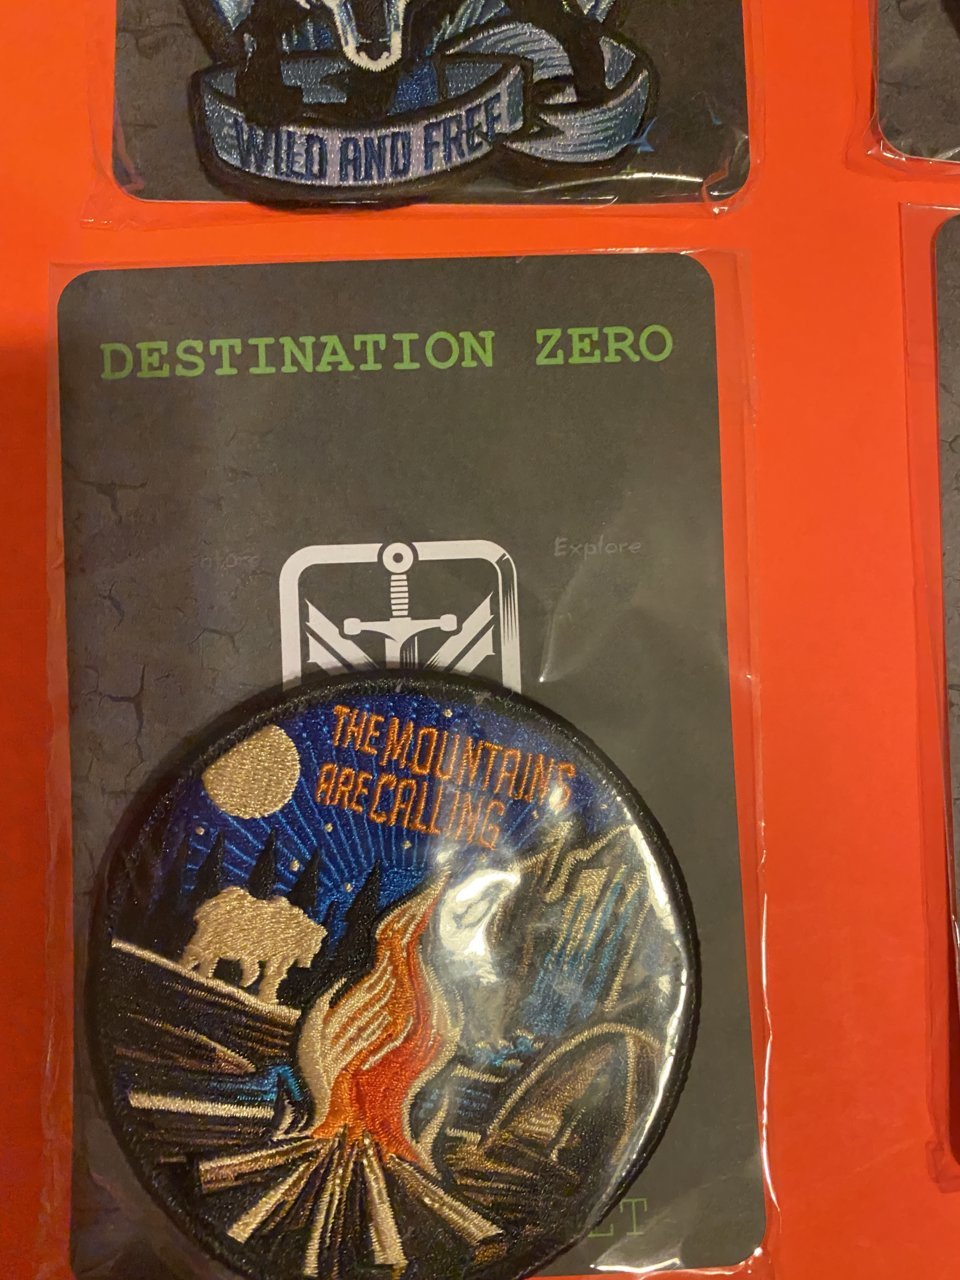 WILD AND FREE
DESTINATION ZERO
Explore
THE MOUNTAINS
ARE CALLING